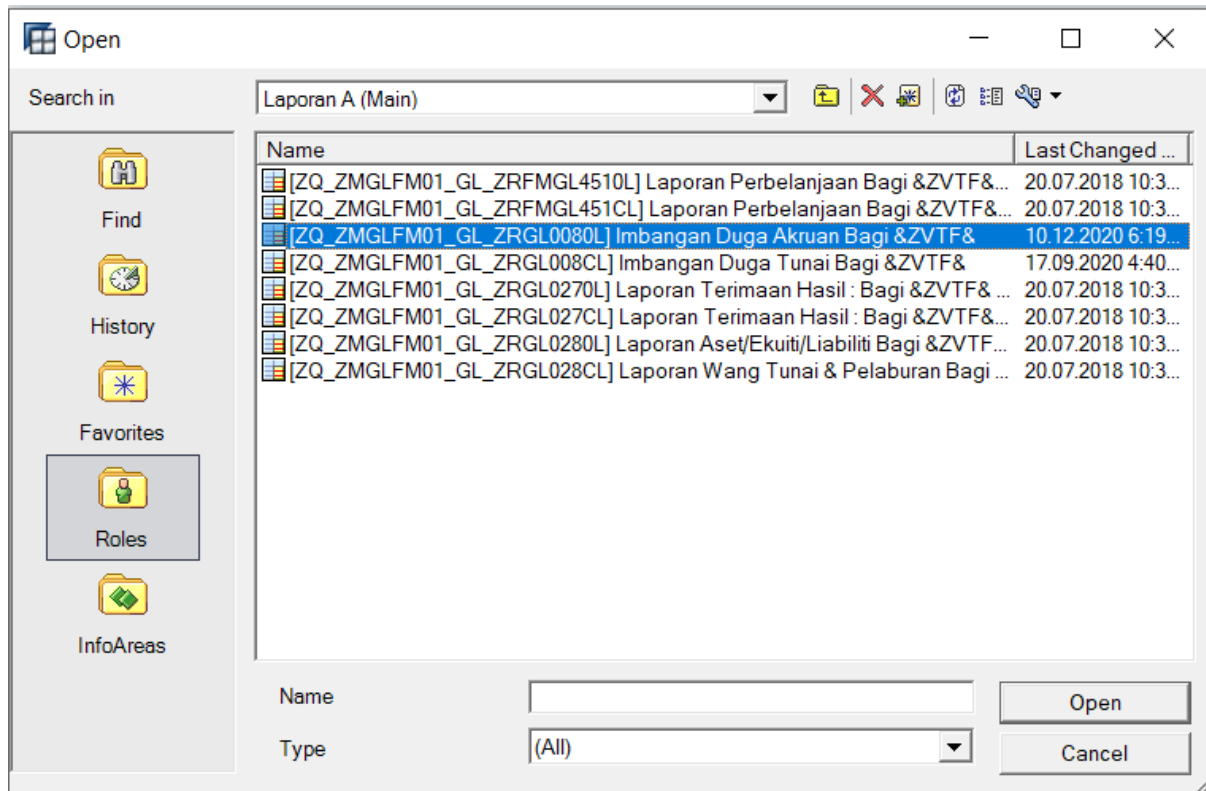 Open
Search in
Laporan A (Main)
Find
History
Favorites
Roles
InfoAreas
Name Last Changed ...
[ZQ_ZMGLFM01_GL_ZRFMGL4510L] Laporan Perbelanjaan Bagi &ZVTF&... 20.07.2018 10:3...
[ZQ_ZMGLFM01_GL_ZRFMGL451CL] Laporan Perbelanjaan Bagi &ZVTF&... 20.07.2018 10:3...
[ZQ_ZMGLFM01_GL_ZRGL0080L] Imbangan Duga Akruan Bagi &ZVTF& 10.12.2020 6:19...
[ZQ_ZMGLFM01_GL_ZRGL008CL] Imbangan Duga Tunai Bagi &ZVTF& 17.09.2020 4:40...
[ZQ_ZMGLFM01_GL_ZRGL0270L] Laporan Terimaan Hasil : Bagi &ZVTF& ... 20.07.2018 10:3...
[ZQ_ZMGLFM01_GL_ZRGL027CL] Laporan Terimaan Hasil : Bagi &ZVTF&... 20.07.2018 10:3...
[ZQ_ZMGLFM01_GL_ZRGL0280L] Laporan Aset/Ekuiti/Liabiliti Bagi &ZVTF... 20.07.2018 10:3...
[ZQ_ZMGLFM01_GL_ZRGL028CL] Laporan Wang Tunai & Pelaburan Bagi ... 20.07.2018 10:3...
Name
Open
Type
(All)
Cancel